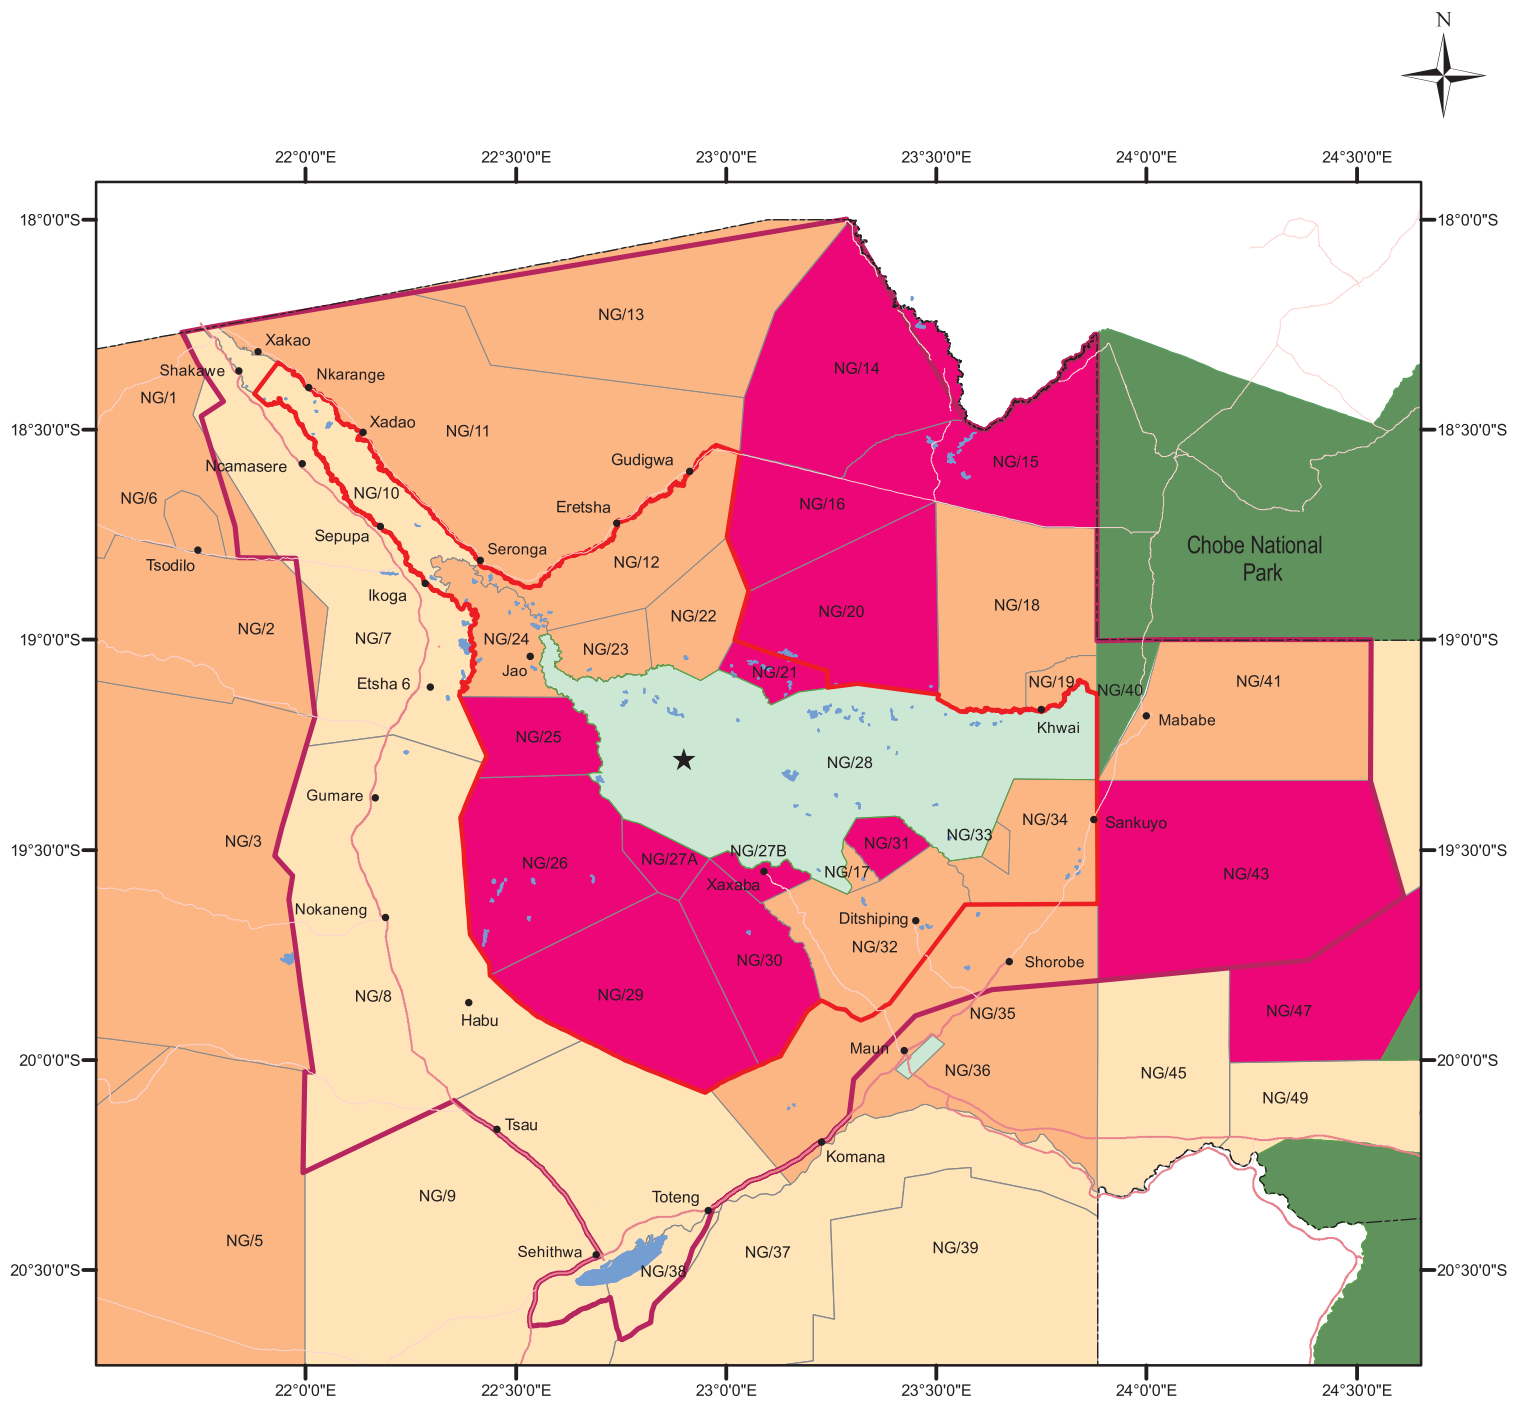 N
22°0'0"E 22°30'0"E 23°0'0"E 23°30'0"E 24°0'0"E 24°30'0"E
18°0'0"S 18°0'0"S
NG/13
Xakao
Shakawe Nkarange NG/14
NG/1
Xadao
18°30'0"S NG/11 18°30'0"S
Gudigwa NG/15
Ncamasere
NG/6 NG/10 NG/16
Eretsha
Sepupa Chobe National
Seronga Park
Tsodilo NG/12
Ikoga NG/18
NG/22 NG/20
NG/2
19°0'0"S NG/7 NG/24 NG/23 19°0'0"S
Jao NG/21
Etsha 6 NG/19 NG/40 NG/41
Khwai Mababe
NG/25
NG/28
Gumare
NG/34 Sankuyo
NG/3 NG/33
19°30'0"S NG/31 19°30'0"S
NG/26 NG/27A NG/27B
Xaxaba NG/17 NG/43
Nokaneng Ditshiping
NG/32
NG/30 Shorobe
NG/8 NG/29
Habu NG/35 NG/47
Maun
20°0'0"S 20°0'0"S
NG/36 NG/45
NG/49
Tsau
Komana
NG/9 Toteng
NG/5 Sehithwa NG/37 NG/39
20°30'0"S NG/38 20°30'0"S
22°0'0"E 22°30'0"E 23°0'0"E 23°30'0"E 24°0'0"E 24°30'0"E